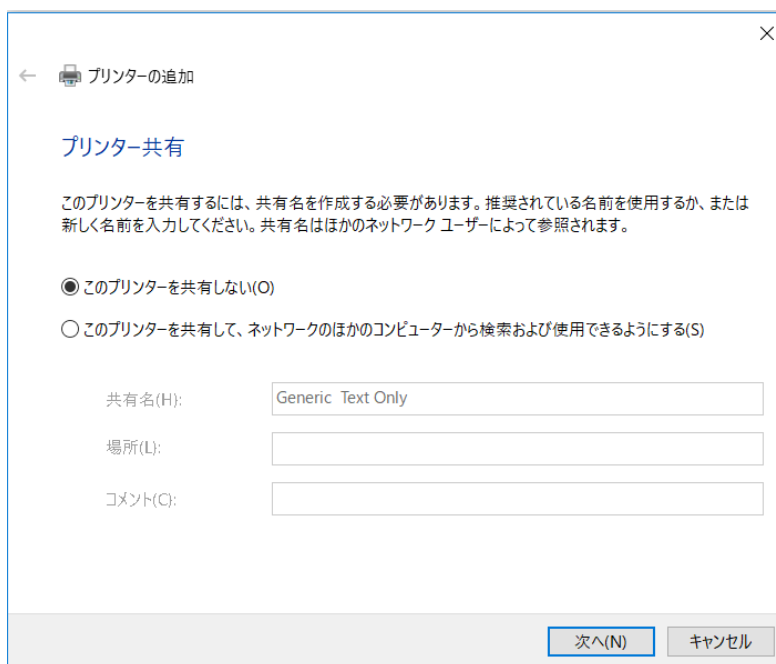 プリンターの追加
プリンター共有
このプリンターを共有するには、共有名を作成する必要があります。推奨されている名前を使用するか、または
新しく名前を入力してください。共有名はほかのネットワーク ユーザーによって参照されます。
このプリンターを共有しない(O)
このプリンターを共有して、ネットワークのほかのコンピューターから検索および使用できるようにする(S)
共有名(H): Generic  Text Only
場所(L):
コメント(C):
次へ(N) キャンセル